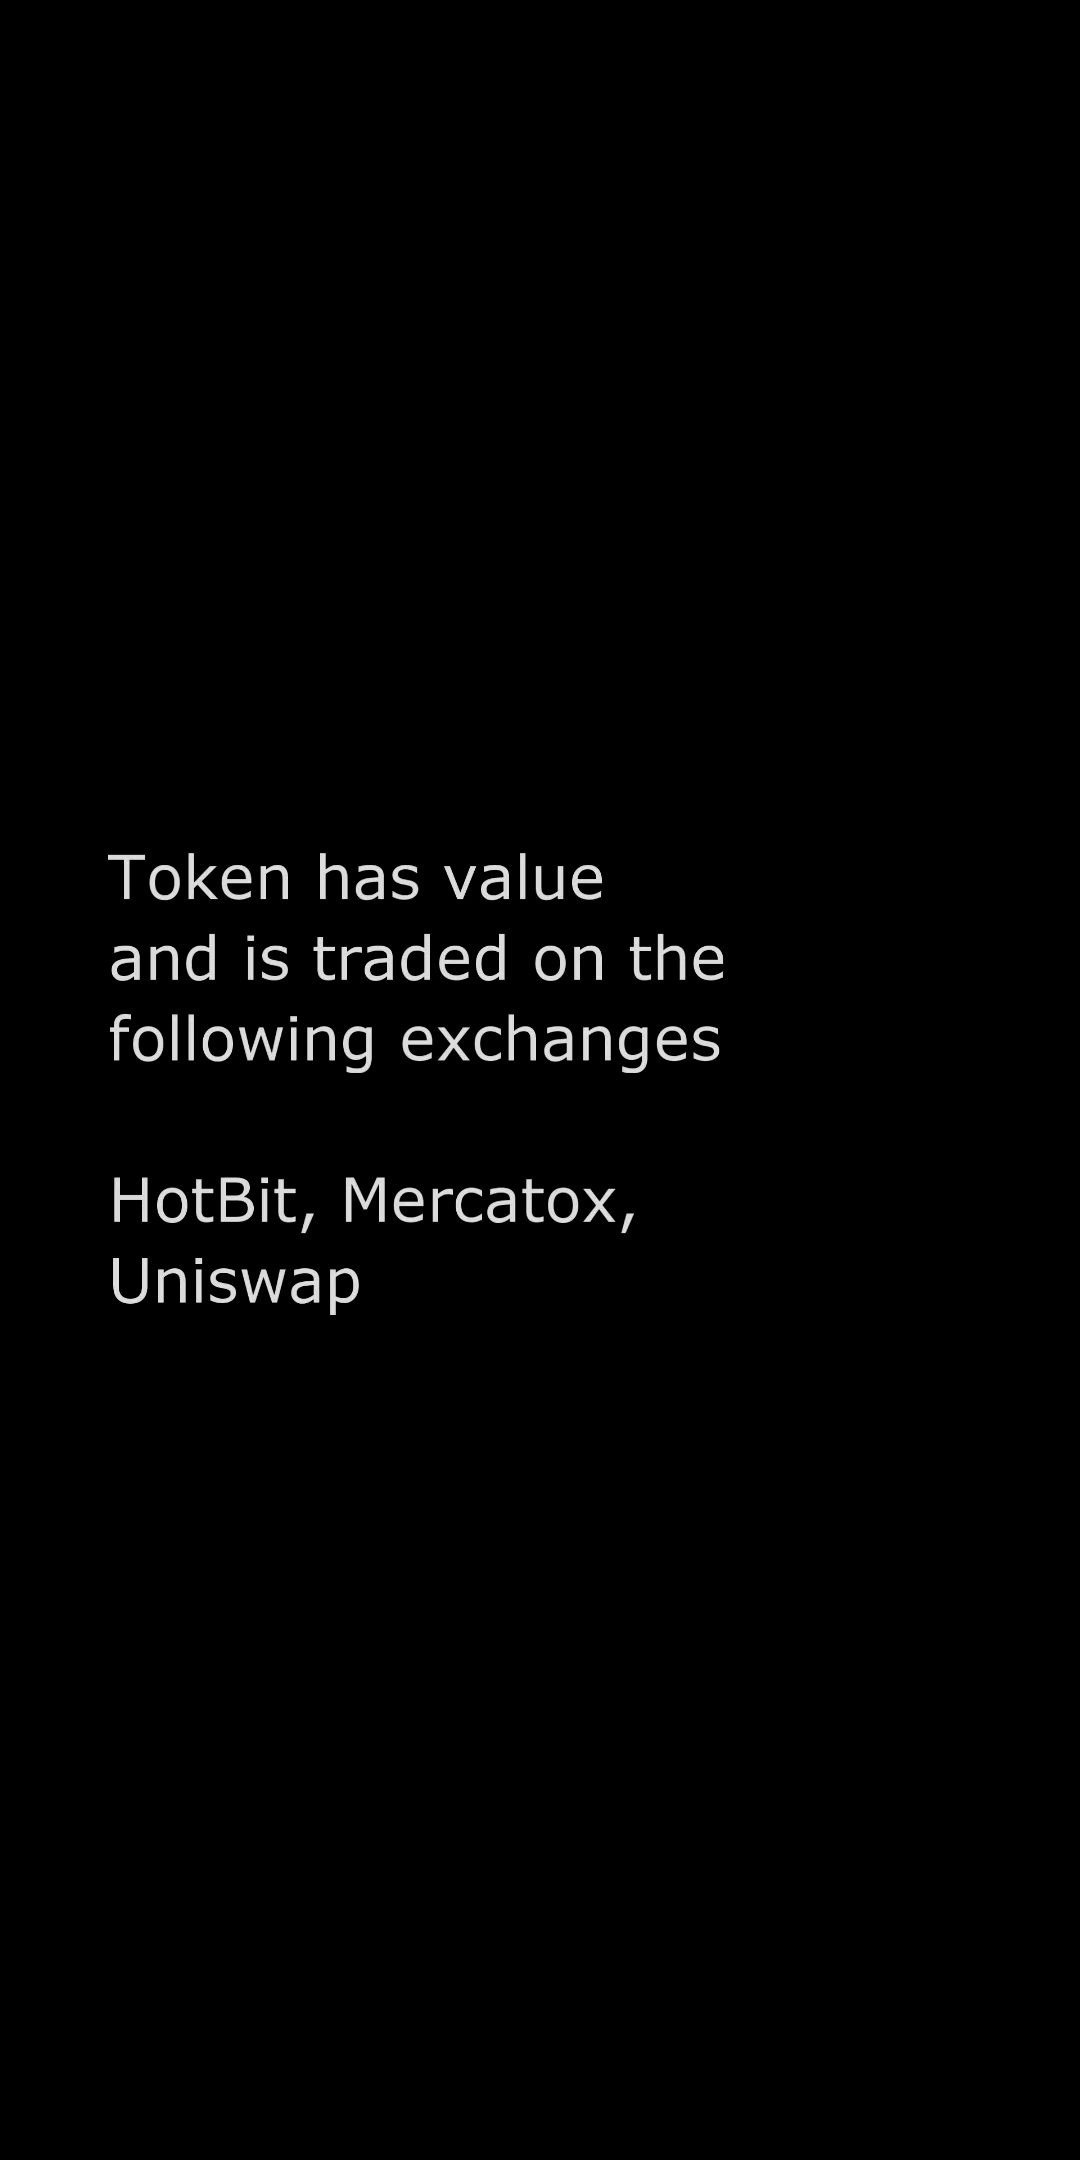 Token has value
and is traded on the
following exchanges
HotBit, Mercatox,
Uniswap